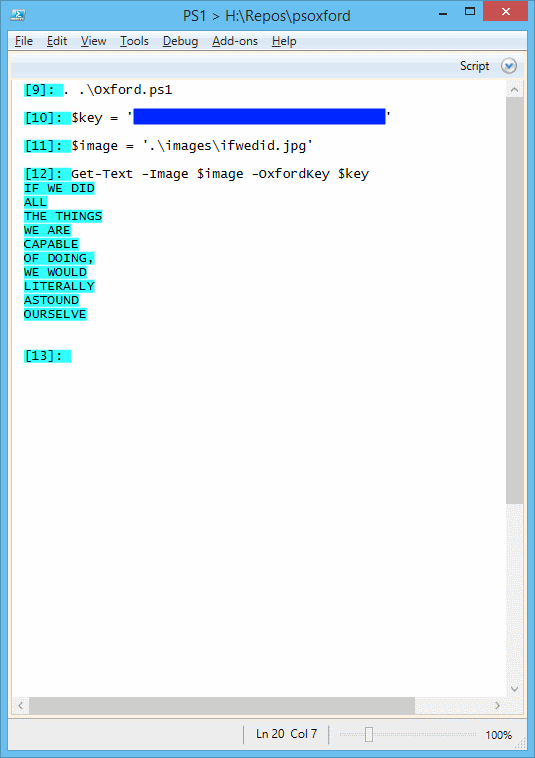 PS1 > H:\Repos\psoxford
File Edit View Tools Debug Add-ons Help
Script
[9]: . .\Oxford.ps1
[10]: $key = ' '
[11]: $image = '.\images\ifwedid.jpg'
[12]: Get-Text -Image $image -OxfordKey $key
IF WE DID
ALL
THE THINGS
WE ARE
CAPABLE
OF DOING,
WE WOULD
LITERALLY
ASTOUND
OURSELVE
[13]:
Ln 20 Col 7 100%